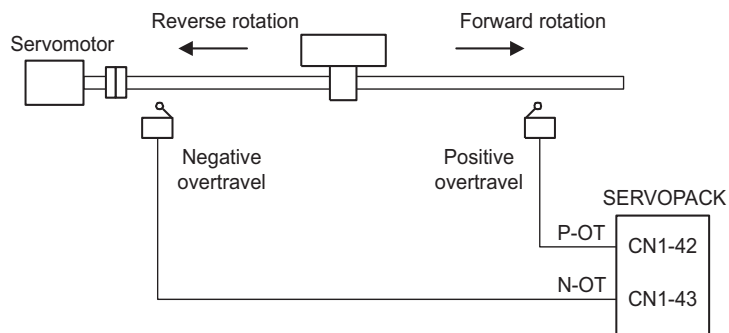 Reverse rotation
Forward rotation
Servomotor
Negative
overtravel
Positive
overtravel
SERVOPACK
P-OT
CN1-42
N-OT
CN1-43